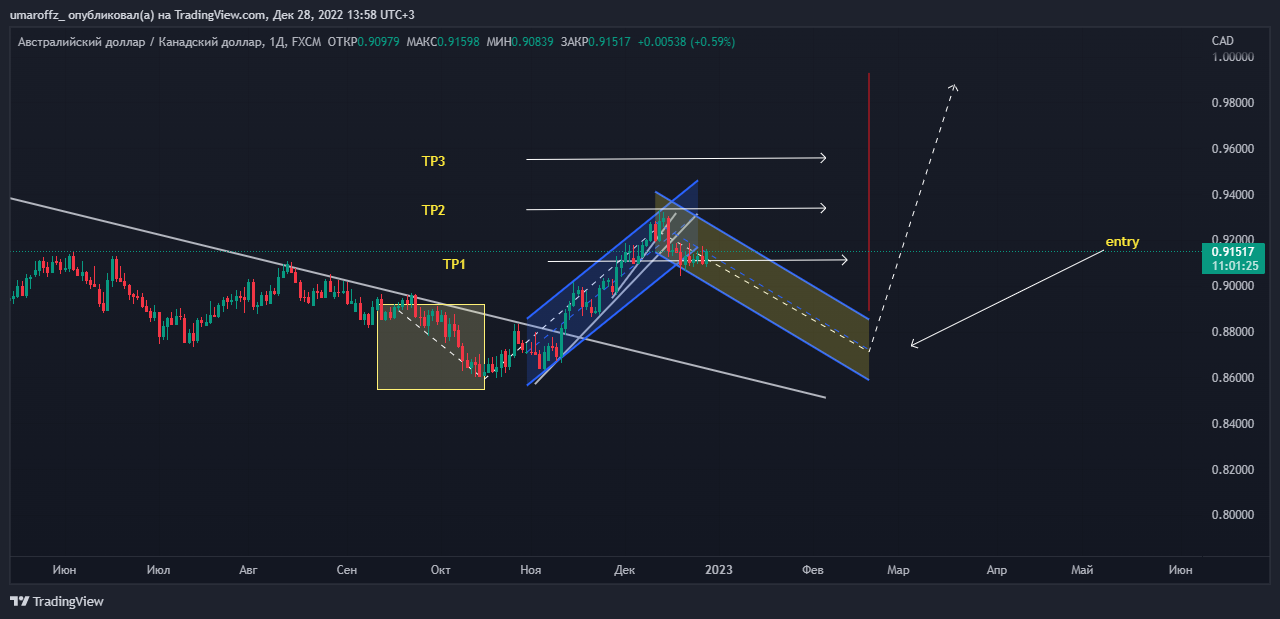 umaroffz_ опубликовал(а) на TradingView.com, Дек 28, 2022 13:58 UTC+3
Австралийский доллар / Канадский доллар, 1Д, FXCM ОТКР0.90979 МАКС0.91598 МИН0.90839 ЗАКР0.91517 +0.00538 (+0.59%)
CAD
1.00000
0.98000
0.96000
TP3
0.94000
TP2
0.92000
entry
0.91517
11:01:25
TP1
0.90000
0.88000
0.86000
0.84000
0.82000
0.80000
Июн Июл Авг Сен Окт Ноя Дек 2023 Фев Мар Апр Май Июн
TradingView